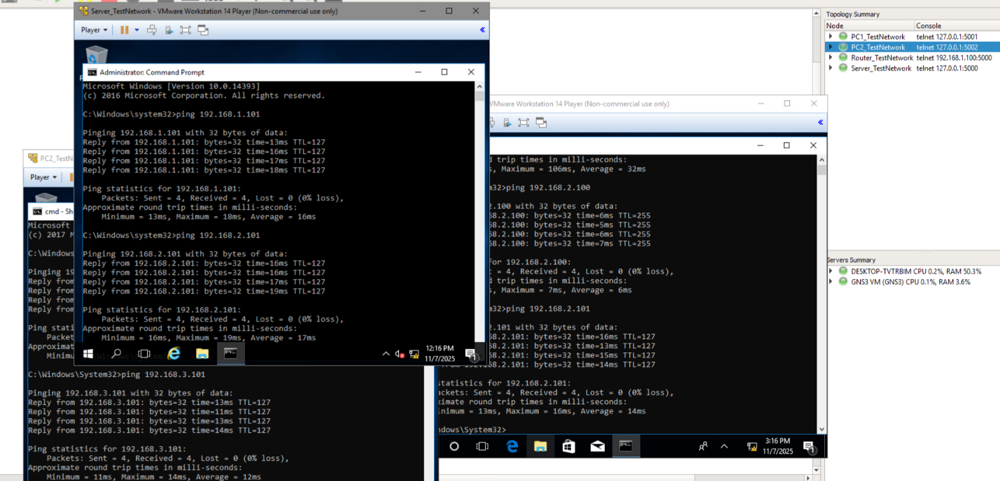 Server_TestNetwork - VMware Workstation 14 Player (Non-commercial use only)
Player
Administrator: Command Prompt
Microsoft Windows [Version 10.0.14393]
(c) 2016 Microsoft Corporation. All rights reserved.
C:\Windows\system32>ping 192.168.1.101
Pinging 192.168.1.101 with 32 bytes of data:
Reply from 192.168.1.101: bytes=32 time=13ms TTL=127
Reply from 192.168.1.101: bytes=32 time=16ms TTL=127
Reply from 192.168.1.101: bytes=32 time=17ms TTL=127
Reply from 192.168.1.101: bytes=32 time=18ms TTL=127
Ping statistics for 192.168.1.101:
Packets: Sent = 4, Received = 4, Lost = 0 (0% loss),
Approximate round trip times in milli-seconds:
Minimum = 13ms, Maximum = 18ms, Average = 16ms
C:\Windows\system32>ping 192.168.2.101
Pinging 192.168.2.101 with 32 bytes of data:
Reply from 192.168.2.101: bytes=32 time=16ms TTL=127
Reply from 192.168.2.101: bytes=32 time=16ms TTL=127
Reply from 192.168.2.101: bytes=32 time=17ms TTL=127
Reply from 192.168.2.101: bytes=32 time=19ms TTL=127
Ping statistics for 192.168.2.101:
Packets: Sent = 4, Received = 4, Lost = 0 (0% loss),
Approximate round trip times in milli-seconds:
Minimum = 16ms, Maximum = 19ms, Average = 17ms
12:16 PM
11/7/2025
1
PC2_TestN
Player
cmd - Sh
Microsoft
(c) 2017 M
C:\Windows
Pinging 19
Reply from
Reply from
Reply from
Reply from
Ping stati
Packet
Approximat
Minimu
C:\Windows\System32>ping 192.168.3.101
Pinging 192.168.3.101 with 32 bytes of data:
Reply from 192.168.3.101: bytes=32 time=13ms TTL=127
Reply from 192.168.3.101: bytes=32 time=11ms TTL=127
Reply from 192.168.3.101: bytes=32 time=13ms TTL=127
Reply from 192.168.3.101: bytes=32 time=14ms TTL=127
Ping statistics for 192.168.3.101:
Packets: Sent = 4, Received = 4, Lost = 0 (0% loss),
Approximate round trip times in milli-seconds:
Minimum = 11ms, Maximum = 14ms, Average = 12ms
VMware Workstation 14 Player (Non-commercial use only)
d trip times in milli-seconds:
s, Maximum = 106ms, Average = 32ms
m32>ping 192.168.2.100
2.100 with 32 bytes of data:
68.2.100: bytes=32 time=6ms TTL=255
68.2.100: bytes=32 time=5ms TTL=255
68.2.100: bytes=32 time=6ms TTL=255
68.2.100: bytes=32 time=7ms TTL=255
for 192.168.2.100:
t = 4, Received = 4, Lost = 0 (0% loss),
d trip times in milli-seconds:
s, Maximum = 7ms, Average = 6ms
m32>ping 192.168.2.101
2.101 with 32 bytes of data:
68.2.101: bytes=32 time=16ms TTL=127
68.2.101: bytes=32 time=13ms TTL=127
68.2.101: bytes=32 time=15ms TTL=127
from 192.168.2.101: bytes=32 time=14ms TTL=127
statistics for 192.168.2.101:
ackets: Sent = 4, Received = 4, Lost = 0 (0% loss),
ximate round trip times in milli-seconds:
inimum = 13ms, Maximum = 16ms, Average = 14ms
ndows\System32>
3:16 PM
11/7/2025
1
Topology Summary
Node Console
PC1_TestNetwork telnet 127.0.0.1:5001
PC2_TestNetwork telnet 127.0.0.1:5002
Router_TestNetwork telnet 192.168.1.100:5000
Server_TestNetwork telnet 127.0.0.1:5000
Servers Summary
DESKTOP-TVTRBIM CPU 0.2%, RAM 50.3%
GNS3 VM (GNS3) CPU 0.1%, RAM 3.6%